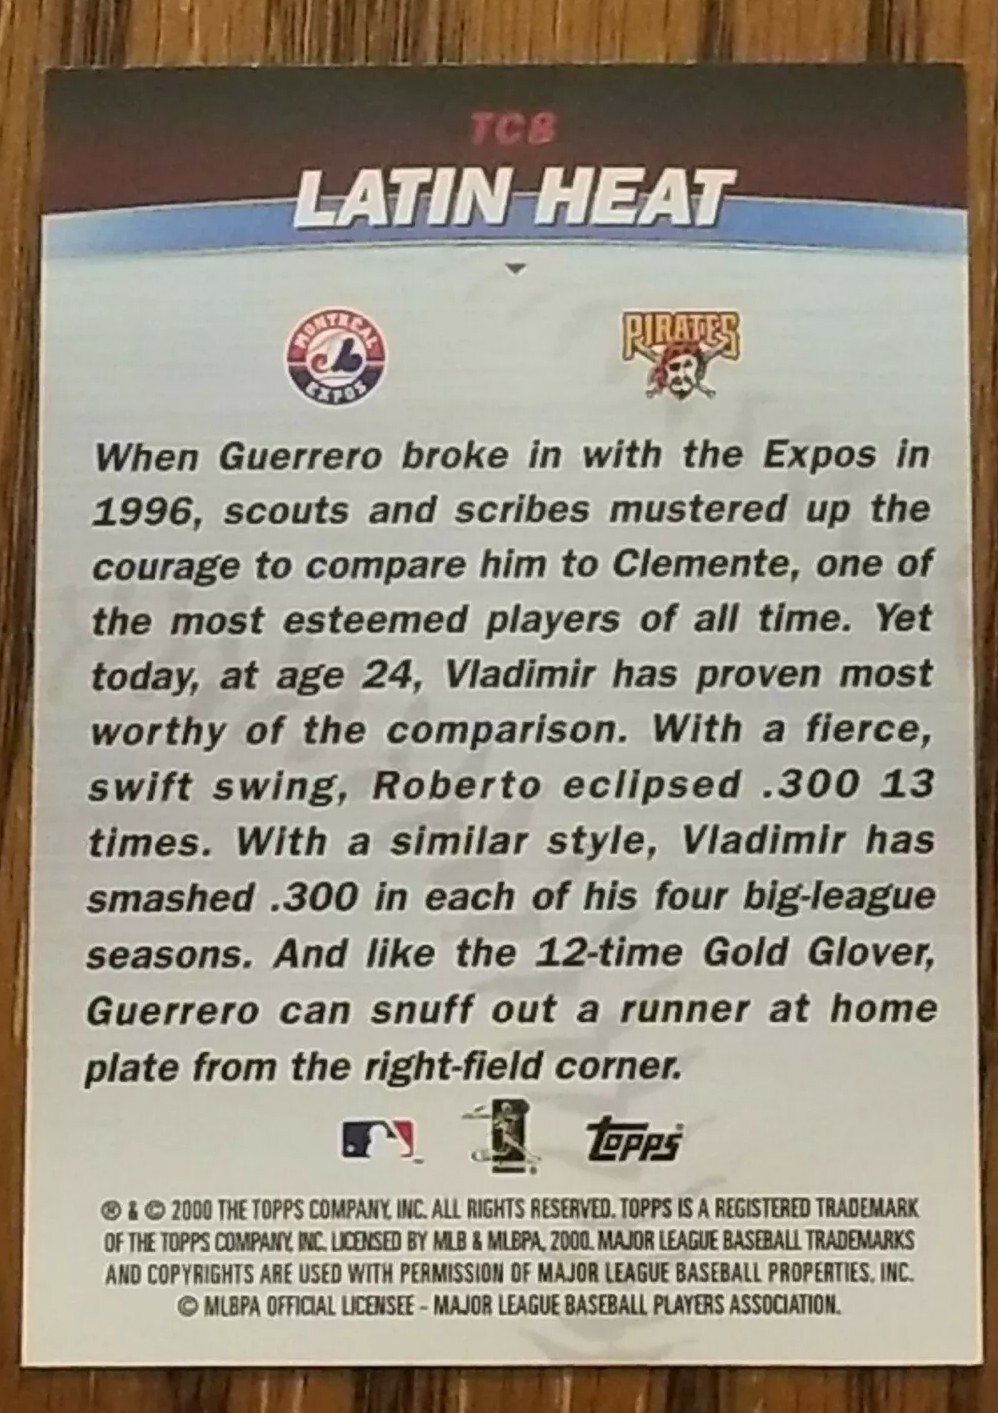 TC8
LATIN HEAT
MONTREAL
eb
EXPOS
PIRATES
When Guerrero broke in with the Expos in
1996, scouts and scribes mustered up the
courage to compare him to Clemente, one of
the most esteemed players of all time. Yet
today, at age 24, Vladimir has proven most
worthy of the comparison. With a fierce,
swift swing, Roberto eclipsed .300 13
times. With a similar style, Vladimir has
smashed .300 in each of his four big-league
seasons. And like the 12-time Gold Glover,
Guerrero can snuff out a runner at home
plate from the right-field corner.
Topps
® & © 2000 THE TOPPS COMPANY, INC. ALL RIGHTS RESERVED. TOPPS IS A REGISTERED TRADEMARK
OF THE TOPPS COMPANY, INC. LICENSED BY MLB & MLBPA, 2000. MAJOR LEAGUE BASEBALL TRADEMARKS
AND COPYRIGHTS ARE USED WITH PERMISSION OF MAJOR LEAGUE BASEBALL PROPERTIES, INC.
© MLBPA OFFICIAL LICENSEE – MAJOR LEAGUE BASEBALL PLAYERS ASSOCIATION.